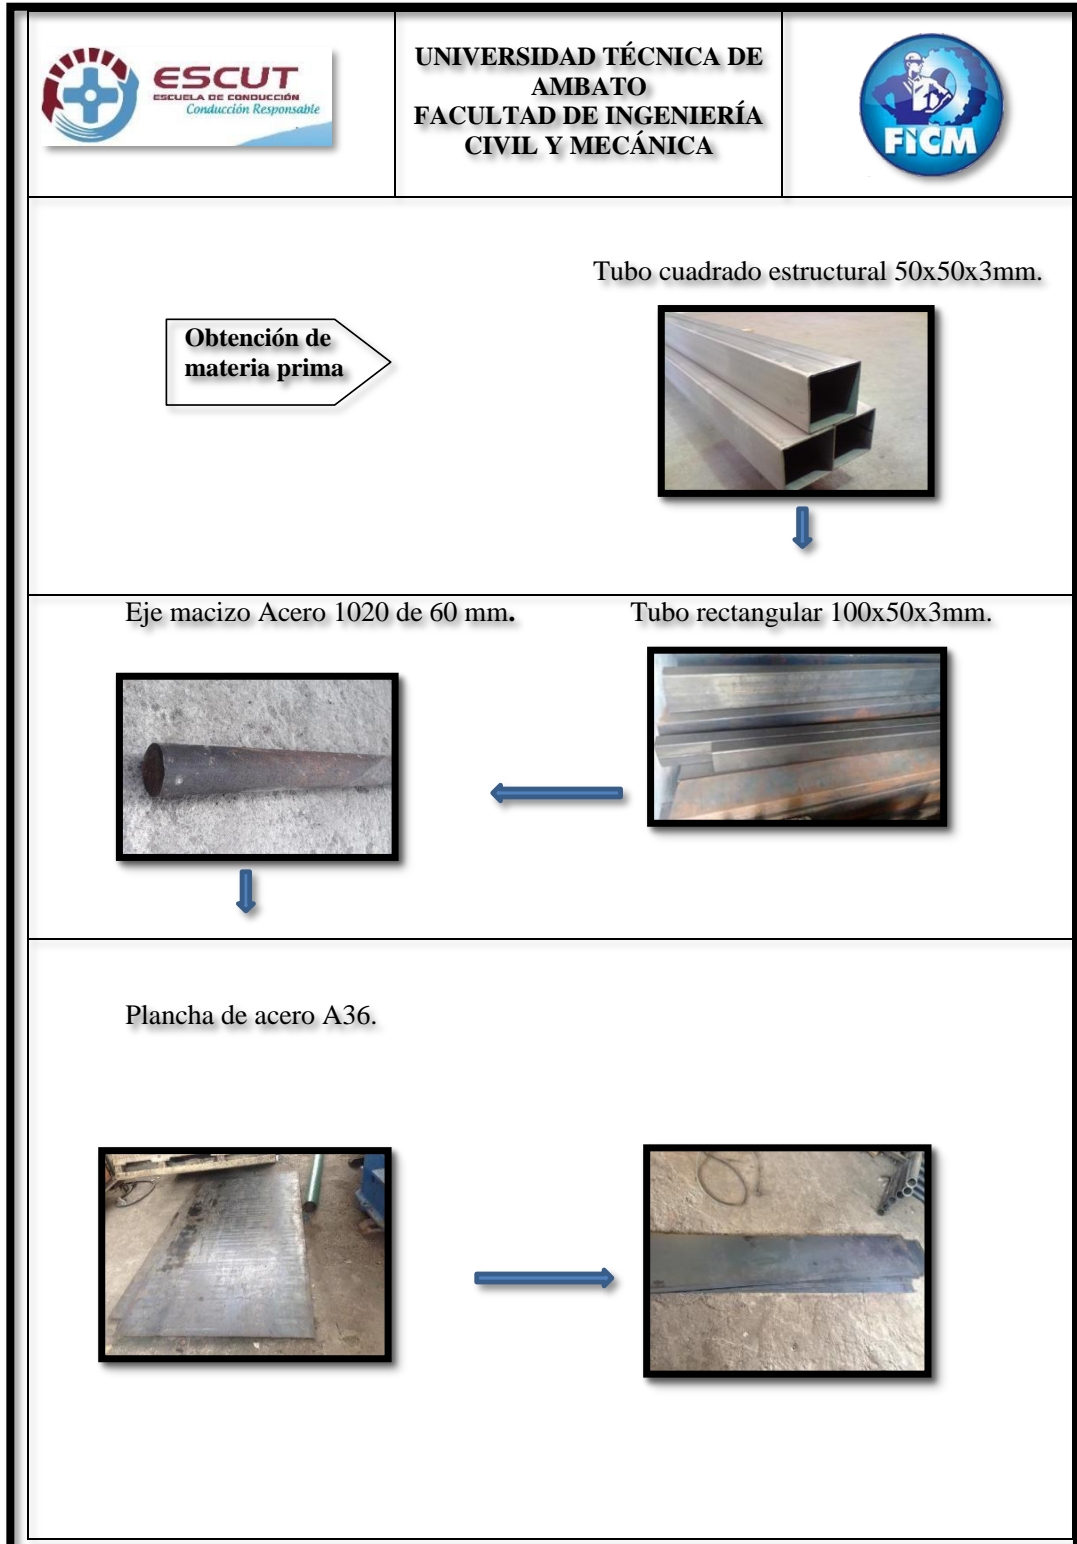 ESCUT
ESCUELA DE CONDUCCIÓN
Conducción Responsable
UNIVERSIDAD TÉCNICA DE
AMBATO
FACULTAD DE INGENIERÍA
CIVIL Y MECÁNICA
FICM
Tubo cuadrado estructural 50x50x3mm.
Obtención de
materia prima
Eje macizo Acero 1020 de 60 mm.
Tubo rectangular 100x50x3mm.
Plancha de acero A36.